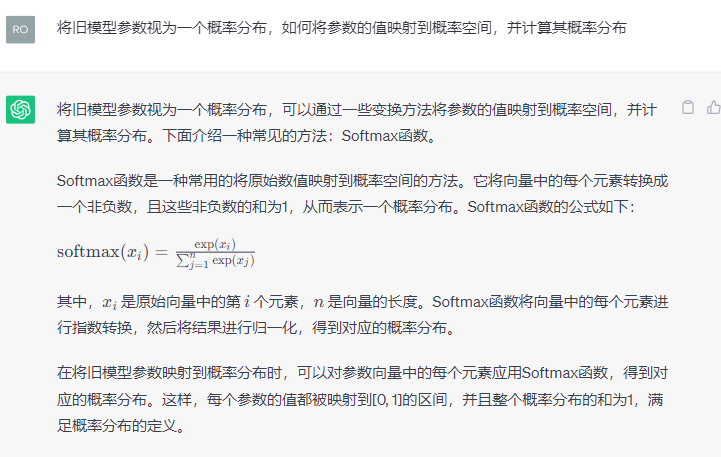 RO
将旧模型参数视为一个概率分布，如何将参数的值映射到概率空间，并计算其概率分布
将旧模型参数视为一个概率分布，可以通过一些变换方法将参数的值映射到概率空间，并计
算其概率分布。下面介绍一种常见的方法：Softmax函数。
Softmax函数是一种常用的将原始数值映射到概率空间的方法。它将向量中的每个元素转换成
一个非负数，且这些非负数的和为1，从而表示一个概率分布。Softmax函数的公式如下：
softmax(x_i) = \frac{exp(x_i)}{\sum_{j=1}^{n} exp(x_j)}
其中，x_i 是原始向量中的第 i 个元素，n 是向量的长度。Softmax函数将向量中的每个元素进
行指数转换，然后将结果进行归一化，得到对应的概率分布。
在将旧模型参数映射到概率分布时，可以对参数向量中的每个元素应用Softmax函数，得到对
应的概率分布。这样，每个参数的值都被映射到[0, 1]的区间，并且整个概率分布的和为1，满
足概率分布的定义。